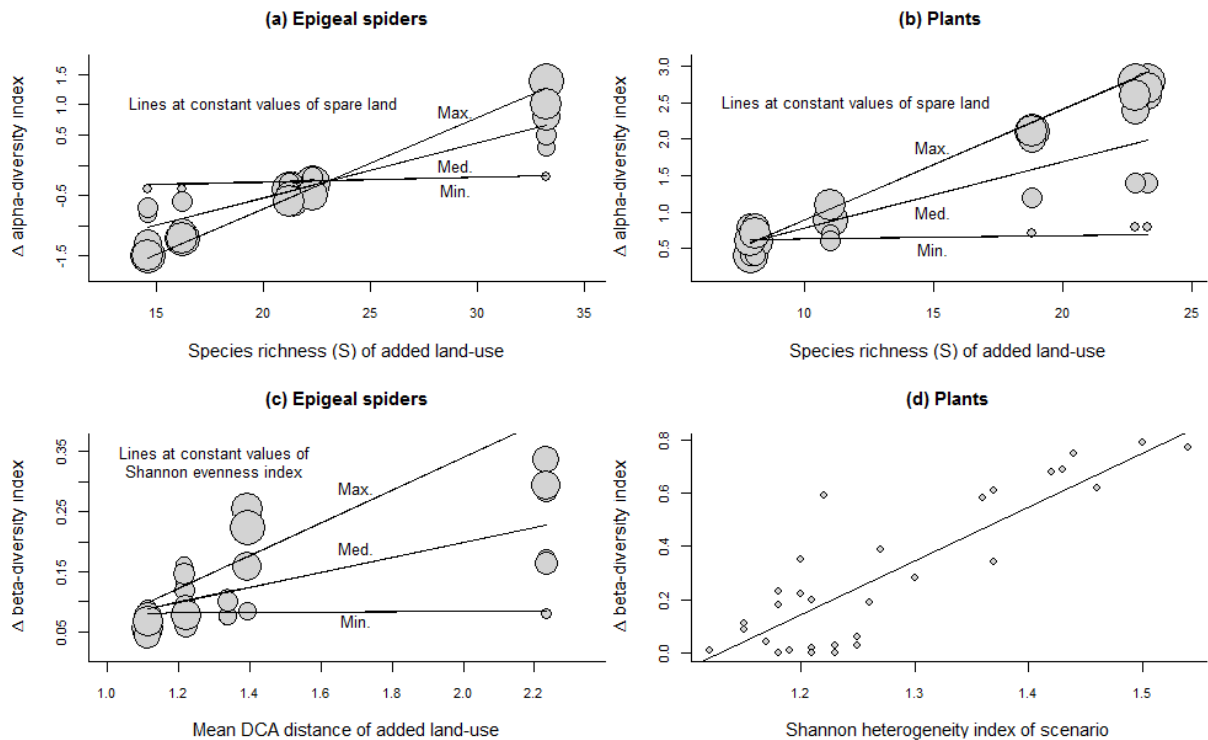 (a) Epigeal spiders
Δ alpha-diversity index
1.5
1.0
0.5
-0.5
-1.5
Lines at constant values of spare land
Max.
Med.
Min.
15 20 25 30 35
Species richness (S) of added land-use
(b) Plants
Δ alpha-diversity index
3.0
2.5
2.0
1.5
1.0
0.5
Lines at constant values of spare land
Max.
Med.
Min.
10 15 20 25
Species richness (S) of added land-use
(c) Epigeal spiders
Δ beta-diversity index
0.35
0.25
0.15
0.05
Lines at constant values of
Shannon evenness index
Max.
Med.
Min.
1.0 1.2 1.4 1.6 1.8 2.0 2.2
Mean DCA distance of added land-use
(d) Plants
Δ beta-diversity index
0.8
0.6
0.4
0.2
0.0
1.2 1.3 1.4 1.5
Shannon heterogeneity index of scenario